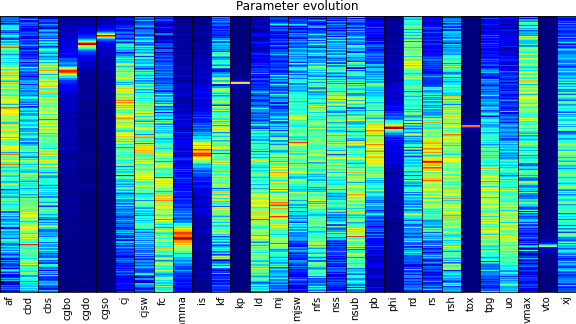 Parameter evolution
af
cbd
cbs
cgbo
cgdo
cgso
cj
cjsw
fc
amma
is
kf
kp
ld
mj
mjsw
nfs
nss
nsub
pb
phi
rd
rs
rsh
tox
tpg
uo
vmax
vto
xj